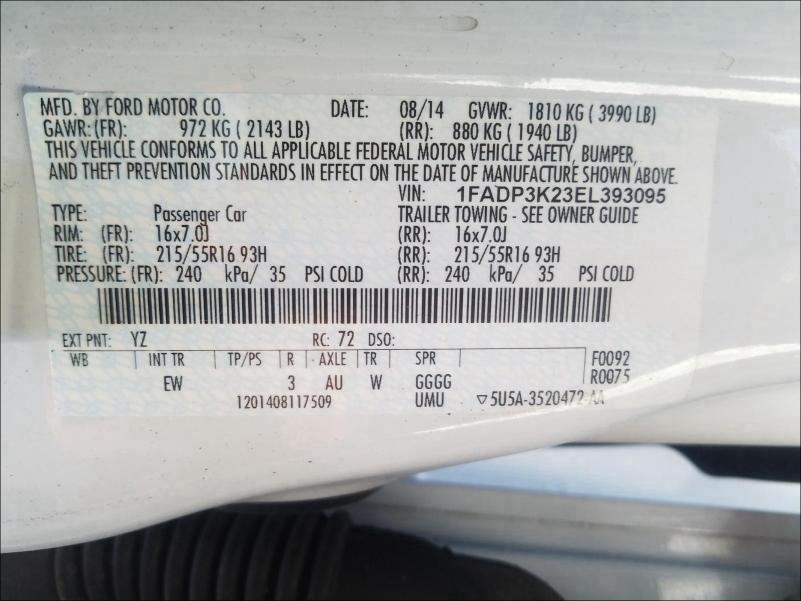 MFD. BY FORD MOTOR CO. DATE: 08/14 GVWR: 1810 KG ( 3990 LB)
GAWR: (FR): 972 KG ( 2143 LB) (RR): 880 KG ( 1940 LB)
THIS VEHICLE CONFORMS TO ALL APPLICABLE FEDERAL MOTOR VEHICLE SAFETY, BUMPER,
AND THEFT PREVENTION STANDARDS IN EFFECT ON THE DATE OF MANUFACTURE SHOWN ABOVE.
VIN: 1FADP3K23EL393095
TYPE: Passenger Car TRAILER TOWING - SEE OWNER GUIDE
RIM: (FR): 16x7.0J (RR): 16x7.0J
TIRE: (FR): 215/55R16 93H (RR): 215/55R16 93H
PRESSURE: (FR): 240 kPa/ 35 PSI COLD (RR): 240 kPa/ 35 PSI COLD
EXT PNT: YZ RC: 72 DSO:
WB INT TR TP/PS R AXLE TR SPR F0092
EW 3 AU W GGGG R0075
1201408117509 UMU ▽5U5A-3520472-AA